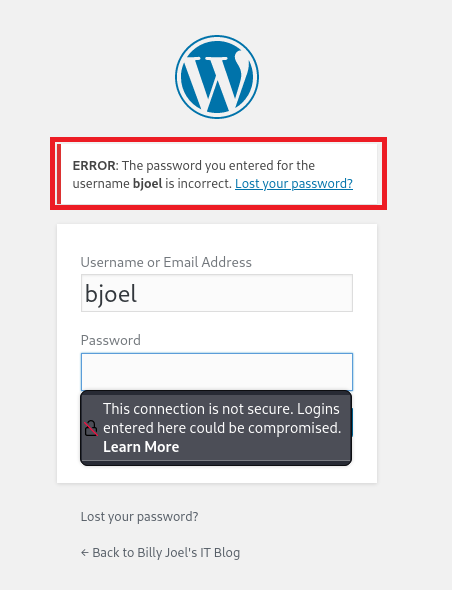 ERROR: The password you entered for the
username bjoel is incorrect. Lost your password?
Username or Email Address
bjoel
Password
This connection is not secure. Logins
entered here could be compromised.
Learn More
Lost your password?
← Back to Billy Joel's IT Blog